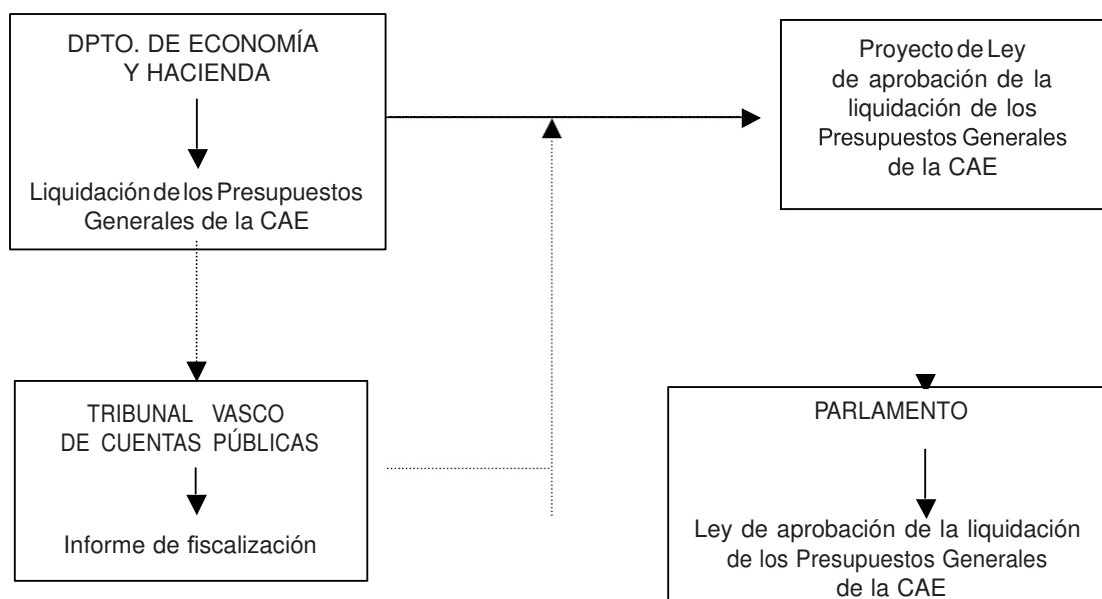 DPTO. DE ECONOMÍA
Y HACIENDA
Liquidación de los Presupuestos
Generales de la CAE
Proyecto de Ley
de aprobación de la
liquidación de los
Presupuestos Generales
de la CAE
TRIBUNAL VASCO
DE CUENTAS PÚBLICAS
Informe de fiscalización
PARLAMENTO
Ley de aprobación de la liquidación
de los Presupuestos Generales
de la CAE